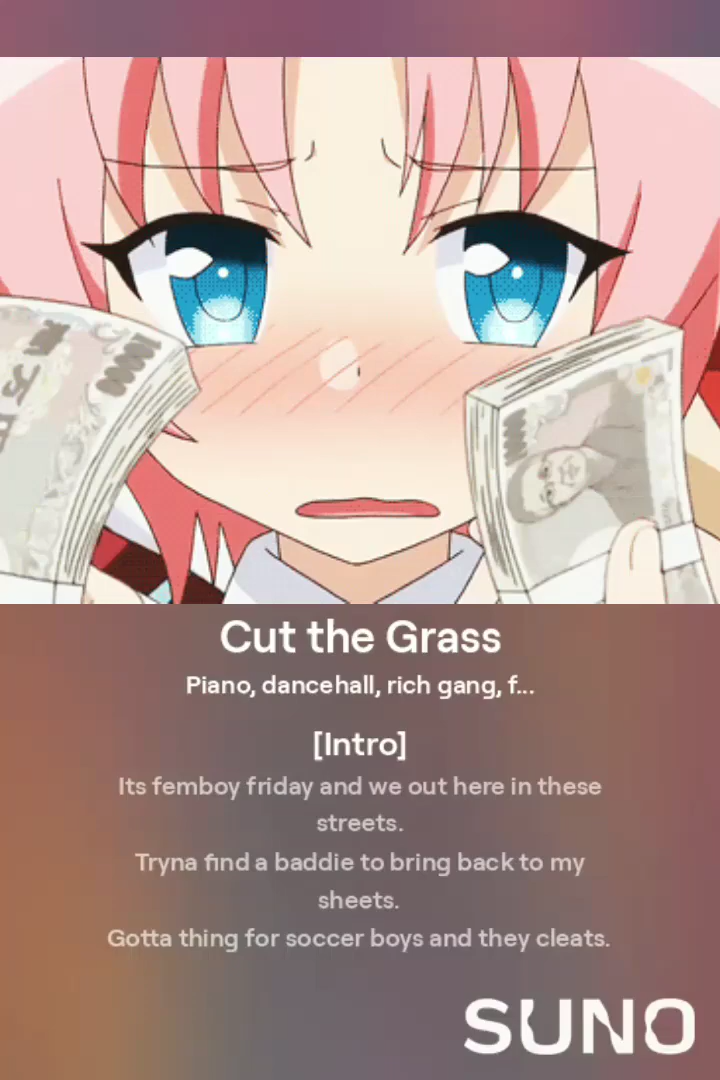 Cut the Grass
Piano, dancehall, rich gang, f...
[Intro]
Its femboy friday and we out here in these
streets.
Tryna find a baddie to bring back to my
sheets.
Gotta thing for soccer boys and they cleats.
SUNO